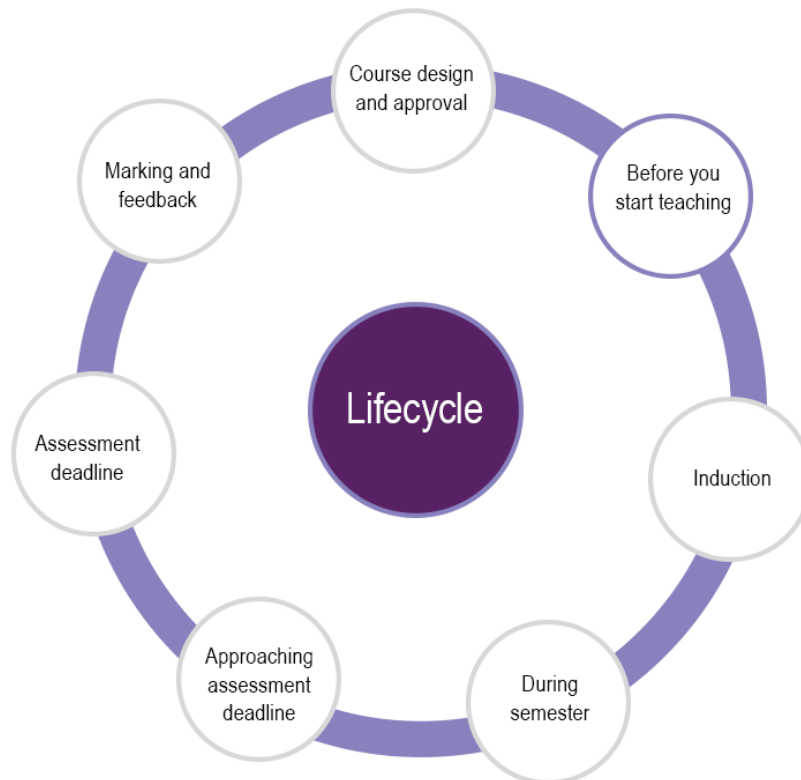 Course design
and approval
Before you
start teaching
Induction
During
semester
Approaching
assessment
deadline
Assessment
deadline
Marking and
feedback
Lifecycle